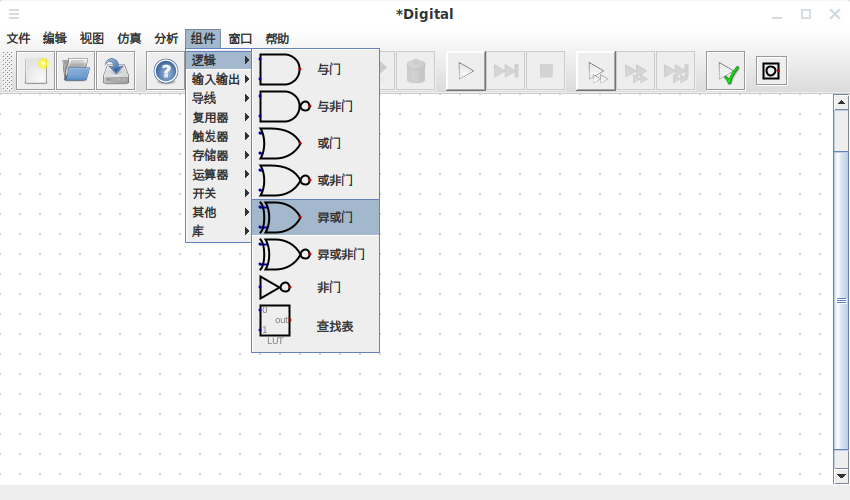 *Digital
文件 编辑 视图 仿真 分析 组件 窗口 帮助
逻辑
输入输出
导线
复用器
触发器
存储器
运算器
开关
其他
库
与门
与非门
或门
或非门
异或门
异或非门
非门
0
out
1
LUT
查找表